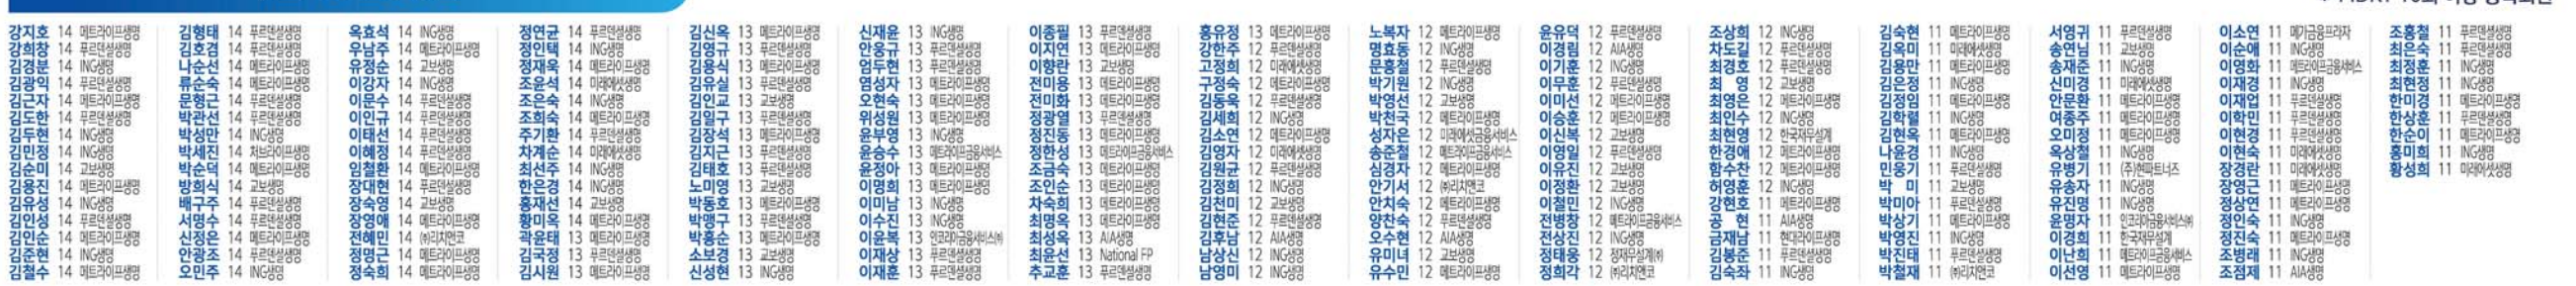 강지호 14 메트라이프생명
강희창 14 푸르덴셜생명
김경분 14 ING생명
김광익 14 푸르덴셜생명
김근자 14 메트라이프생명
김도한 14 푸르덴셜생명
김두현 14 ING생명
김민정 14 ING생명
김순미 14 교보생명
김용진 14 메트라이프생명
김유성 14 ING생명
김인성 14 푸르덴셜생명
김인순 14 메트라이프생명
김준현 14 ING생명
김철수 14 메트라이프생명
김형태 14 푸르덴셜생명
김호겸 14 푸르덴셜생명
나순선 14 메트라이프생명
류순숙 14 메트라이프생명
문형근 14 푸르덴셜생명
박관선 14 푸르덴셜생명
박성만 14 ING생명
박세진 14 처브라이프생명
박순덕 14 메트라이프생명
방희식 14 교보생명
배구주 14 푸르덴셜생명
서명수 14 푸르덴셜생명
신정은 14 메트라이프생명
안광조 14 푸르덴셜생명
오민주 14 ING생명
옥효석 14 ING생명
우남주 14 메트라이프생명
유정순 14 교보생명
이강자 14 ING생명
이문수 14 푸르덴셜생명
이인규 14 푸르덴셜생명
이태선 14 푸르덴셜생명
이혜정 14 푸르덴셜생명
임철환 14 메트라이프생명
장대현 14 푸르덴셜생명
장숙영 14 교보생명
장영애 14 메트라이프생명
전혜민 14 ㈜리치앤코
정명근 14 메트라이프생명
정숙희 14 메트라이프생명
정연균 14 푸르덴셜생명
정인택 14 ING생명
정재욱 14 메트라이프생명
조윤석 14 미래에셋생명
조은숙 14 ING생명
조희숙 14 메트라이프생명
주기환 14 푸르덴셜생명
차계순 14 미래에셋생명
최선주 14 ING생명
한은경 14 ING생명
홍재선 14 교보생명
황미옥 14 메트라이프생명
곽윤태 13 메트라이프생명
김국정 13 푸르덴셜생명
김시원 13 메트라이프생명
김신옥 13 메트라이프생명
김영규 13 푸르덴셜생명
김용식 13 메트라이프생명
김유실 13 푸르덴셜생명
김인교 13 교보생명
김일구 13 푸르덴셜생명
김장석 13 메트라이프생명
김지근 13 푸르덴셜생명
김태호 13 푸르덴셜생명
노미영 13 교보생명
박동호 13 메트라이프생명
박맹구 13 푸르덴셜생명
박홍순 13 메트라이프생명
소보경 13 교보생명
신성현 13 ING생명
신재윤 13 ING생명
안응규 13 푸르덴셜생명
엄두현 13 푸르덴셜생명
염성자 13 메트라이프생명
오현숙 13 메트라이프생명
위성원 13 메트라이프생명
윤부영 13 ING생명
윤승수 13 메트라이프금융서비스
윤정아 13 메트라이프생명
이명희 13 메트라이프생명
이미남 13 ING생명
이수진 13 ING생명
이윤복 13 인코리아금융서비스㈜
이재상 13 푸르덴셜생명
이재훈 13 푸르덴셜생명
이종필 13 푸르덴셜생명
이지연 13 메트라이프생명
이향란 13 교보생명
전미용 13 메트라이프생명
전미화 13 메트라이프생명
정광열 13 푸르덴셜생명
정진동 13 메트라이프생명
정한성 13 메트라이프금융서비스
조금숙 13 메트라이프생명
조인순 13 메트라이프생명
차숙희 13 메트라이프생명
최명옥 13 메트라이프생명
최성옥 13 AIA생명
최윤선 13 National FP
추교훈 13 푸르덴셜생명
홍유정 13 메트라이프생명
강한주 12 푸르덴셜생명
고정희 12 미래에셋생명
구정숙 12 메트라이프생명
김동욱 12 푸르덴셜생명
김세희 12 ING생명
김소연 12 메트라이프생명
김영자 12 미래에셋생명
김원균 12 푸르덴셜생명
김정희 12 ING생명
김천미 12 교보생명
김현준 12 푸르덴셜생명
김후남 12 AIA생명
남상신 12 ING생명
남영미 12 ING생명
노복자 12 메트라이프생명
명효동 12 ING생명
문홍철 12 푸르덴셜생명
박기원 12 ING생명
박영선 12 교보생명
박천국 12 메트라이프생명
성자은 12 미래에셋금융서비스
송준철 12 메트라이프금융서비스
심경자 12 메트라이프생명
안기서 12 ㈜리치앤코
안치숙 12 메트라이프생명
양찬숙 12 푸르덴셜생명
오수현 12 AIA생명
유미녀 12 교보생명
유수민 12 메트라이프생명
윤유덕 12 푸르덴셜생명
이경림 12 AIA생명
이기훈 12 ING생명
이무훈 12 푸르덴셜생명
이미선 12 메트라이프생명
이승훈 12 메트라이프생명
이신복 12 교보생명
이영일 12 푸르덴셜생명
이유진 12 교보생명
이정환 12 교보생명
이철민 12 ING생명
전병창 12 메트라이프금융서비스
전상진 12 ING생명
정태웅 12 정재무설계㈜
정희각 12 ㈜리치앤코
조상희 12 ING생명
차도길 12 푸르덴셜생명
최경호 12 푸르덴셜생명
최 영 12 교보생명
최영은 12 메트라이프생명
최인수 12 ING생명
최현영 12 한국재무설계
한경애 12 메트라이프생명
함수찬 12 메트라이프생명
허영훈 12 ING생명
강현호 11 메트라이프생명
공 현 11 AIA생명
금재남 11 현대라이프생명
김봉준 11 푸르덴셜생명
김숙좌 11 ING생명
김숙현 11 메트라이프생명
김옥미 11 미래에셋생명
김용만 11 메트라이프생명
김은정 11 ING생명
김정임 11 메트라이프생명
김학렬 11 ING생명
김현옥 11 메트라이프생명
나윤경 11 ING생명
민웅기 11 푸르덴셜생명
박 미 11 교보생명
박미아 11 푸르덴셜생명
박상기 11 메트라이프생명
박영진 11 ING생명
박진태 11 푸르덴셜생명
박철재 11 ㈜리치앤코
서영귀 11 푸르덴셜생명
송연님 11 교보생명
송재준 11 ING생명
신미경 11 미래에셋생명
안문환 11 메트라이프생명
여종주 11 메트라이프생명
오미정 11 메트라이프생명
옥상철 11 ING생명
유병기 11 (주)현파트너즈
유송자 11 ING생명
유진명 11 ING생명
윤명자 11 인코리아금융서비스㈜
이경희 11 한국재무설계
이난희 11 메트라이프금융서비스
이선영 11 메트라이프생명
이소연 11 메가금융프라자
이순애 11 ING생명
이영화 11 메트라이프금융서비스
이재경 11 ING생명
이재업 11 푸르덴셜생명
이학민 11 푸르덴셜생명
이현경 11 푸르덴셜생명
이현숙 11 미래에셋생명
장경란 11 미래에셋생명
장영근 11 메트라이프생명
정상연 11 메트라이프생명
정인숙 11 ING생명
정진숙 11 메트라이프생명
조병래 11 ING생명
조점제 11 AIA생명
조홍철 11 푸르덴셜생명
최은숙 11 푸르덴셜생명
최정훈 11 ING생명
최현정 11 ING생명
한미경 11 메트라이프생명
한상훈 11 푸르덴셜생명
한순이 11 메트라이프생명
홍미희 11 ING생명
황성희 11 미래에셋생명